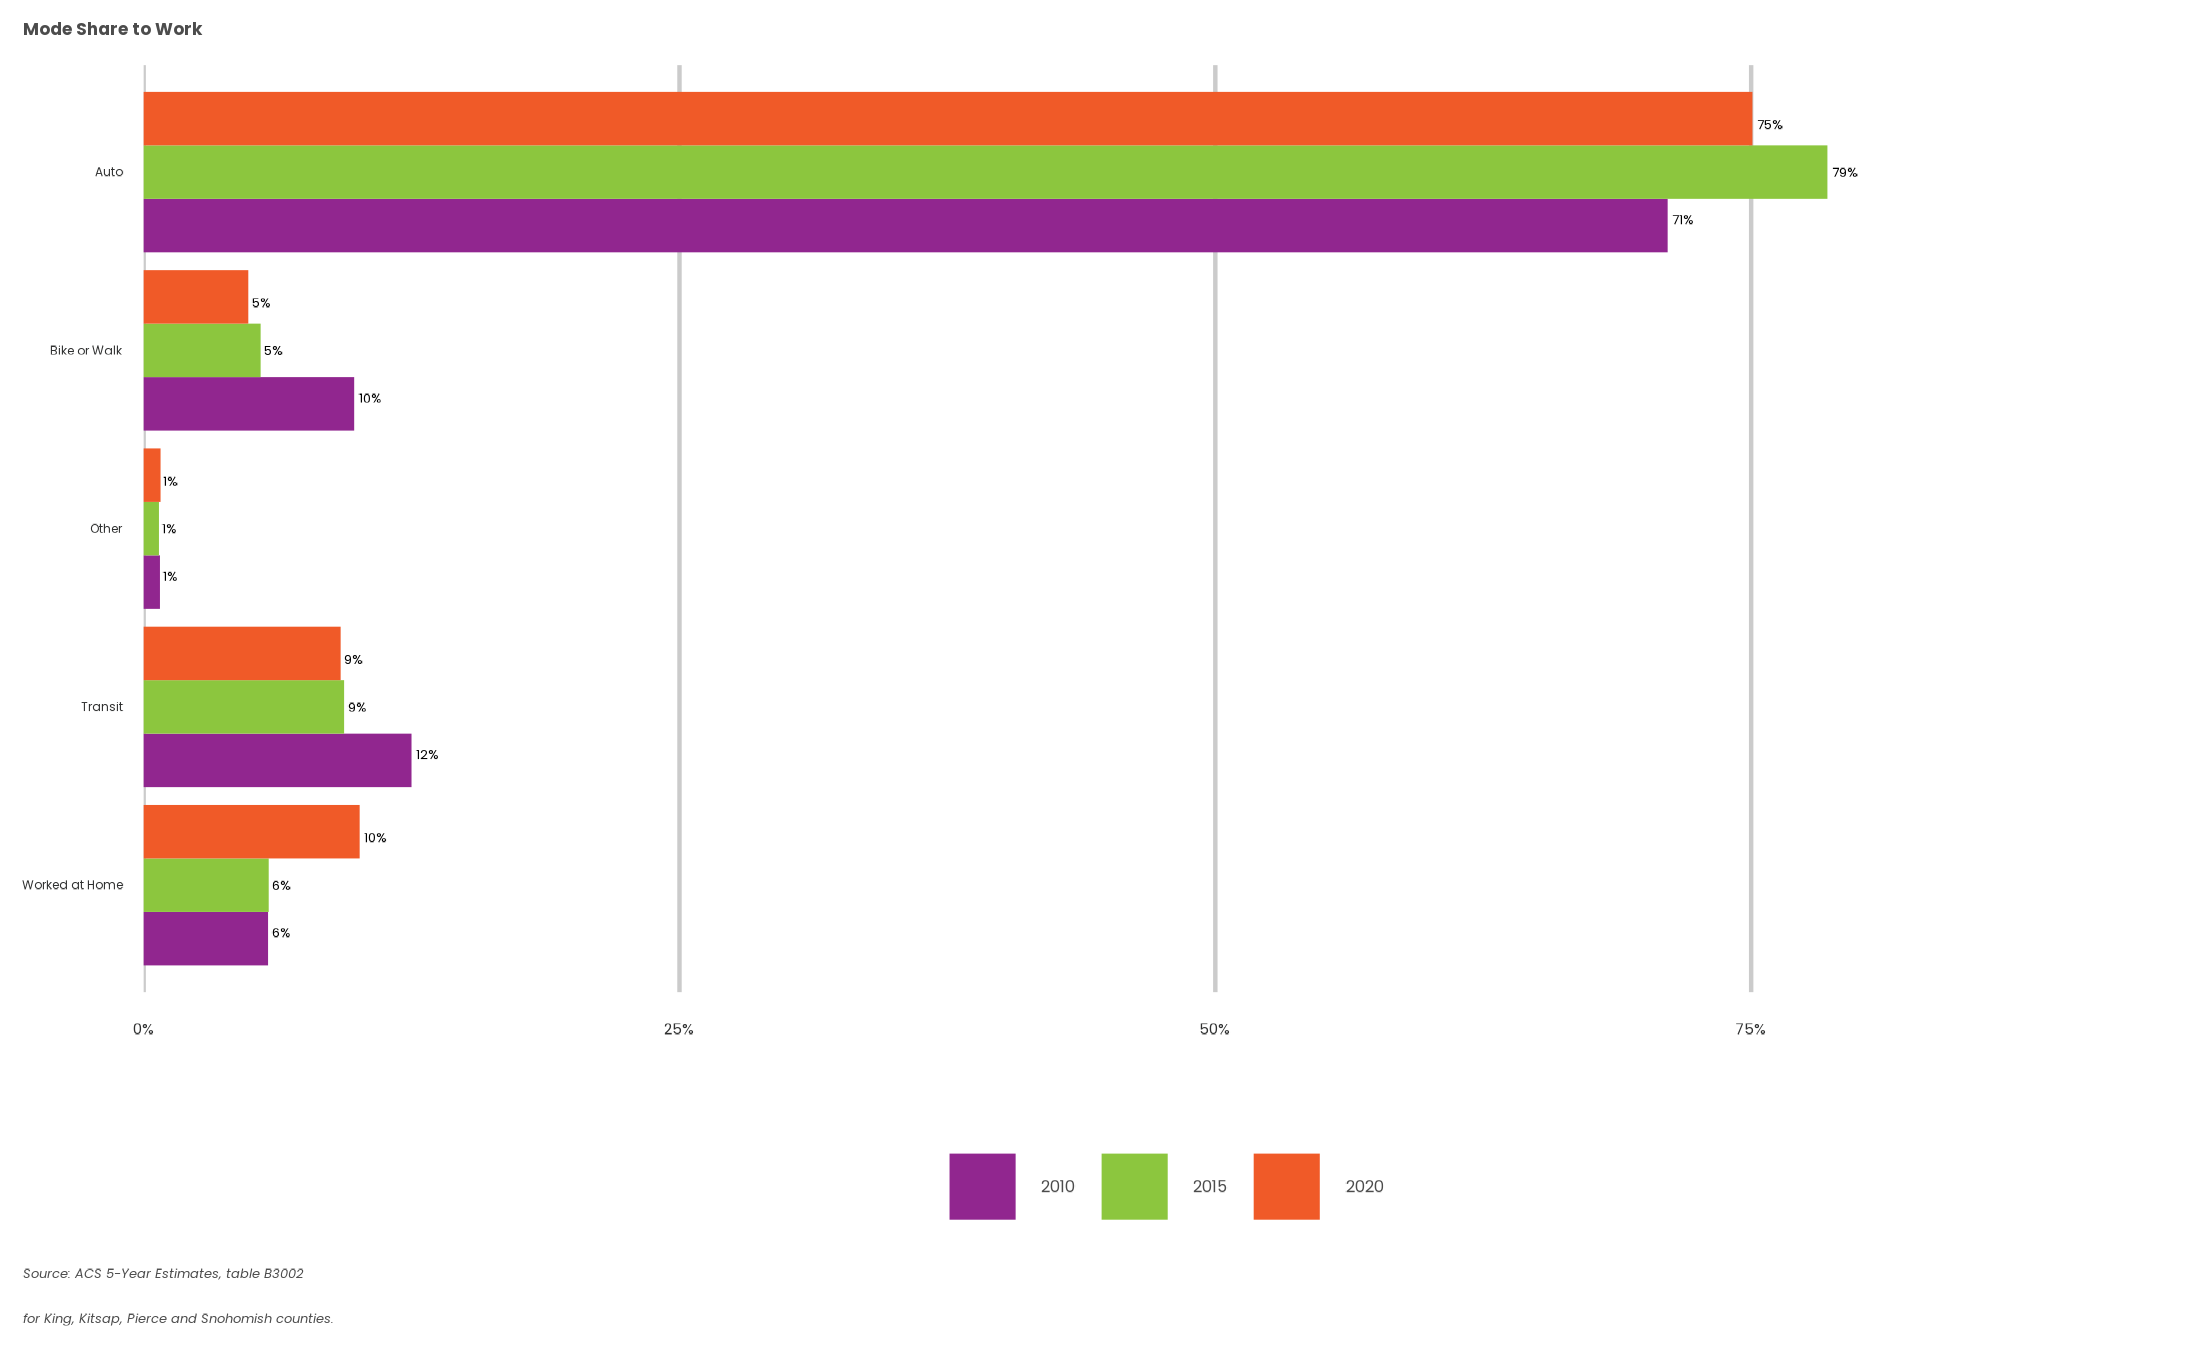 Mode Share to Work
75%
Auto
79%
71%
5%
Bike or Walk
5%
10%
1%
Other
1%
1%
9%
Transit
9%
12%
10%
Worked at Home
6%
6%
0% 25% 50% 75%
2010 2015 2020
Source: ACS 5-Year Estimates, table B3002
for King, Kitsap, Pierce and Snohomish counties.